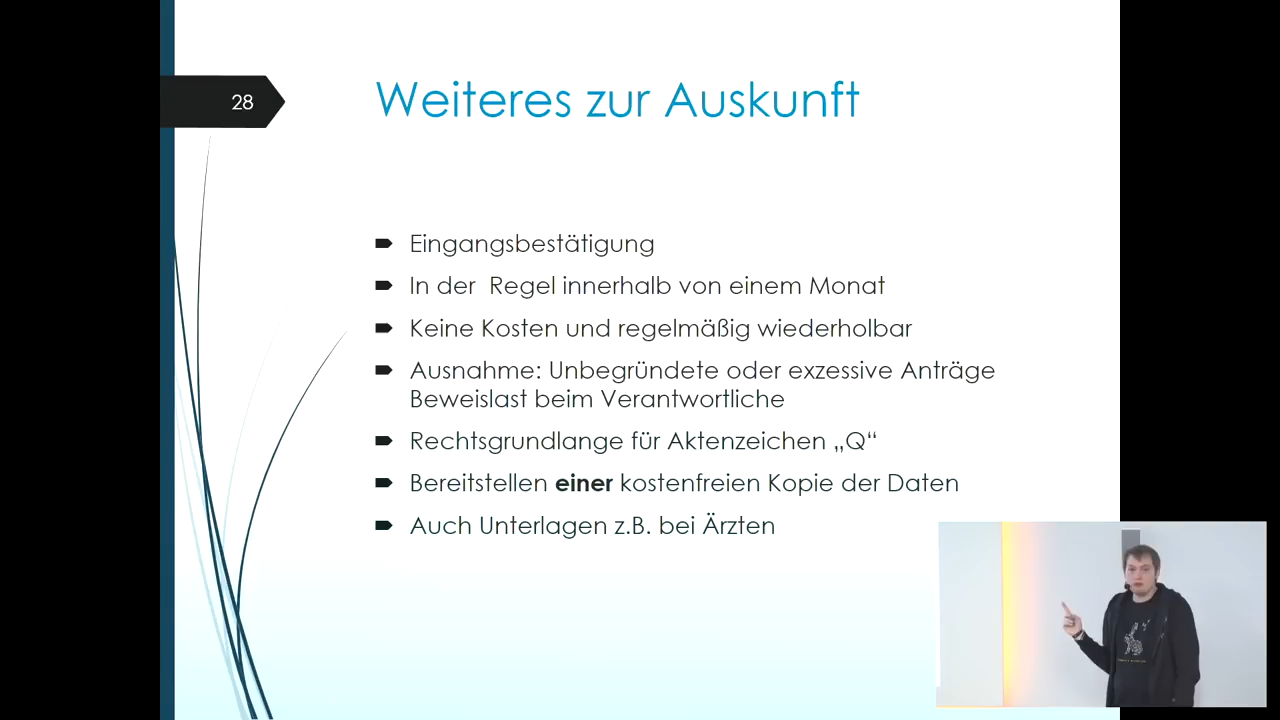 28
Weiteres zur Auskunft
Eingangsbestätigung
In der  Regel innerhalb von einem Monat
Keine Kosten und regelmäßig wiederholbar
Ausnahme: Unbegründete oder exzessive Anträge
Beweislast beim Verantwortliche
Rechtsgrundlange für Aktenzeichen „Q“
Bereitstellen einer kostenfreien Kopie der Daten
Auch Unterlagen z.B. bei Ärzten